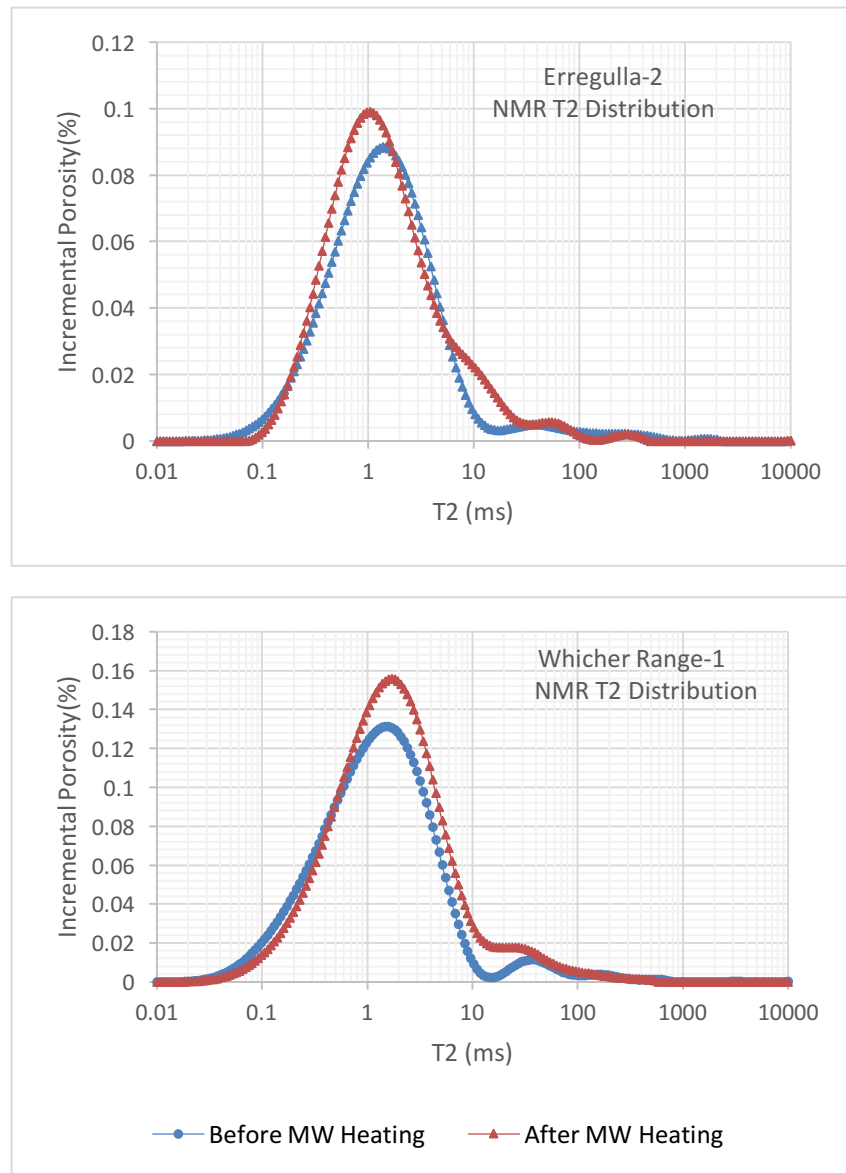 0.12
0.1
0.08
0.06
0.04
0.02
0
Incremental Porosity(%)
Erregulla-2
NMR T2 Distribution
0.01 0.1 1 10 100 1000 10000
T2 (ms)
0.18
0.16
0.14
0.12
0.1
0.08
0.06
0.04
0.02
0
Incremental Porosity(%)
Whicher Range-1
NMR T2 Distribution
0.01 0.1 1 10 100 1000 10000
T2 (ms)
Before MW Heating After MW Heating